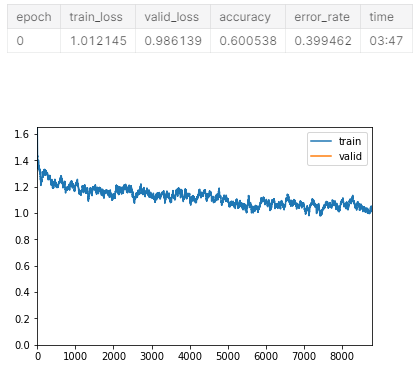 epoch train_loss valid_loss accuracy error_rate time
0 1.012145 0.986139 0.600538 0.399462 03:47
1.6
1.4
1.2
1.0
0.8
0.6
0.4
0.2
0.0
train
valid
0 1000 2000 3000 4000 5000 6000 7000 8000